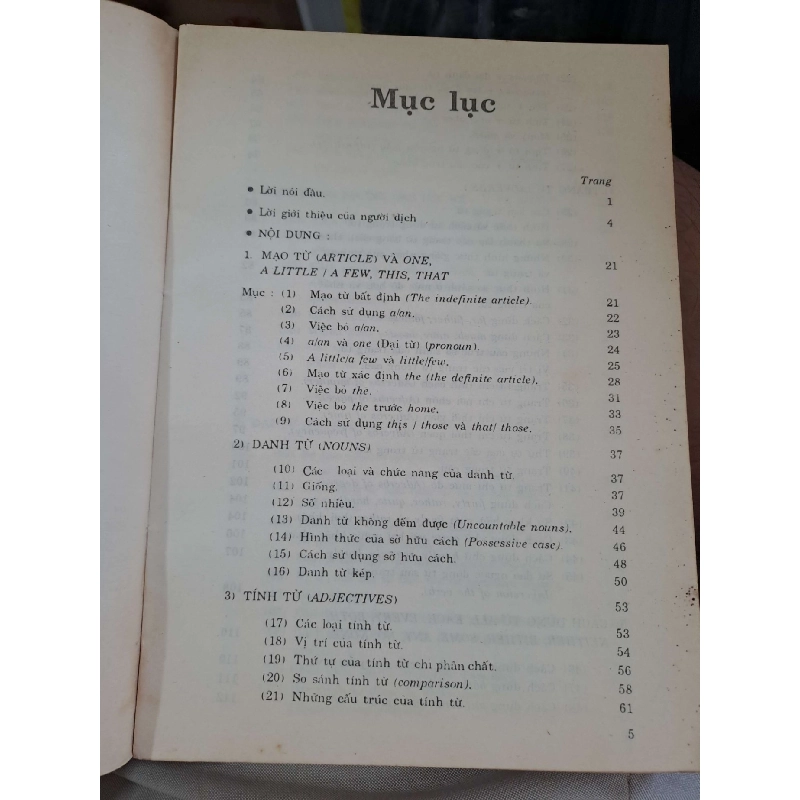 Mục lục
Trang
• Lời nói đầu. 1
• Lời giới thiệu của người dịch 4
• NỘI DUNG :
1. MẠO TỪ (ARTICLE) VÀ ONE,
A LITTLE / A FEW, THIS, THAT 21
Mục : (1) Mạo từ bất định (The indefinite article). 21
(2) Cách sử dụng a/an. 22
(3) Việc bỏ a/an. 23
(4) a/an và one (Đại từ) (pronoun). 24
(5) A little/a few và little/few. 25
(6) Mạo từ xác định the (the definite article). 28
(7) Việc bỏ the. 31
(8) Việc bỏ the trước home. 33
(9) Cách sử dụng this / those và that/ those. 35
2) DANH TỪ (NOUNS) 37
(10) Các loại và chức năng của danh từ. 37
(11) Giống. 37
(12) Số nhiều. 39
(13) Danh từ không đếm được (Uncountable nouns). 44
(14) Hình thức của sở hữu cách (Possessive case). 46
(15) Cách sử dụng sở hữu cách. 48
(16) Danh từ kép. 50
3) TÍNH TỪ (ADJECTIVES) 53
(17) Các loại tính từ. 53
(18) Vị trí của tính từ. 54
(19) Thứ tự của tính từ chỉ phẩm chất. 56
(20) So sánh tính từ (comparison). 58
(21) Những cấu trúc của tính từ. 61
5